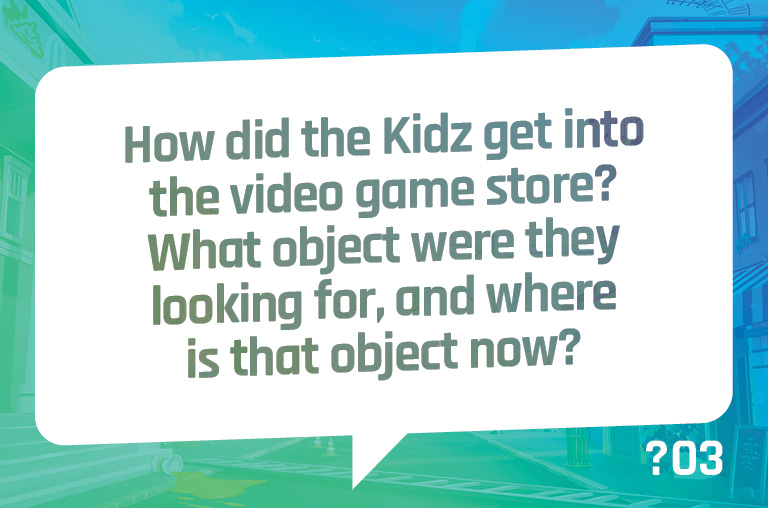 How did the Kidz get into
the video game store?
What object were they
looking for, and where
is that object now?
?03